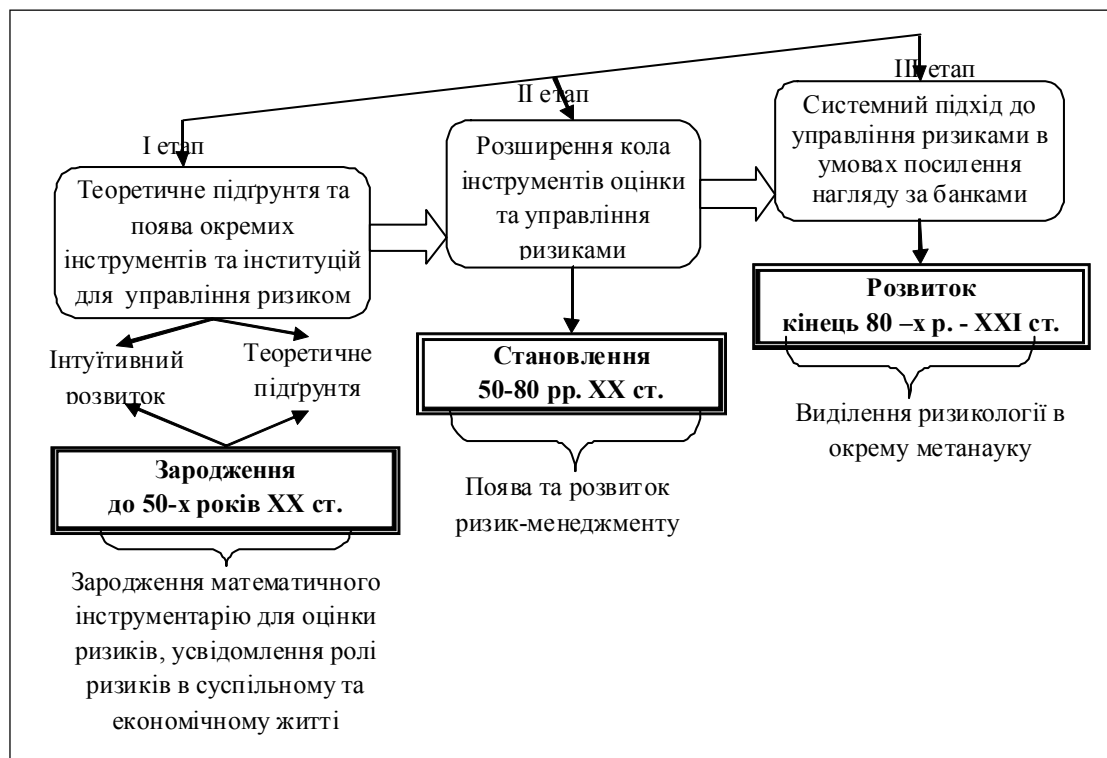 І етап
Теоретичне підґрунтя та
поява окремих
інструментів та інституцій
для управління ризиком
Інтуїтивний
розвиток
Теоретичне
підґрунтя
Зародження
до 50-х років ХХ ст.
Зародження математичного
інструментарію для оцінки
ризиків, усвідомлення ролі
ризиків в суспільному та
економічному житті
ІІ етап
Розширення кола
інструментів оцінки
та управління
ризиками
Становлення
50-80 рр. ХХ ст.
Поява та розвиток
ризик-менеджменту
ІІІ етап
Системний підхід до
управління ризиками в
умовах посилення
нагляду за банками
Розвиток
кінець 80 –х р. - ХХІ ст.
Виділення ризикології в
окрему метанауку